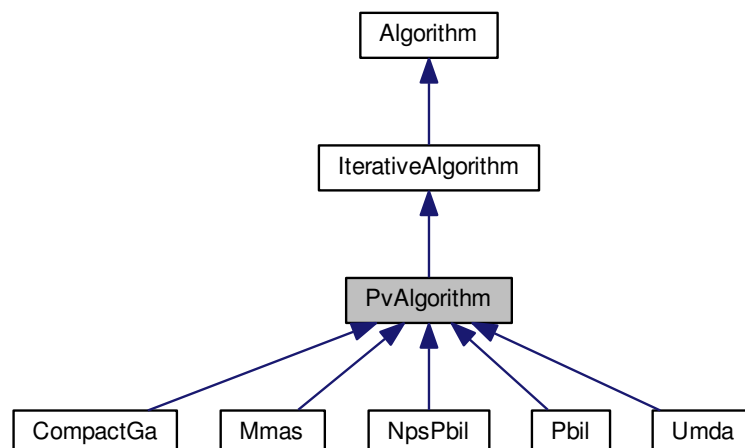 Algorithm
IterativeAlgorithm
PvAlgorithm
CompactGa
Mmas
NpsPbil
Pbil
Umda